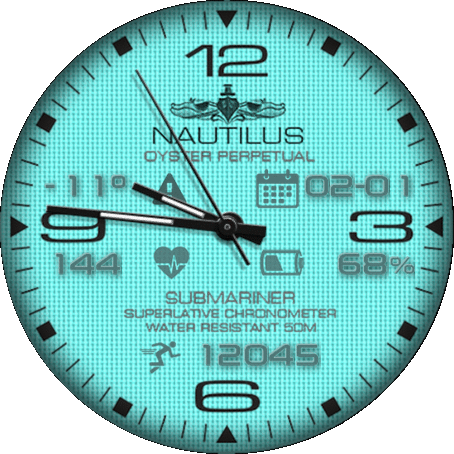 12
NAUTILUS
OYSTER PERPETUAL
-11° 02-01
9 3
144 68%
SUBMARINER
SUPERLATIVE CHRONOMETER
WATER RESISTANT 50M
12045
6